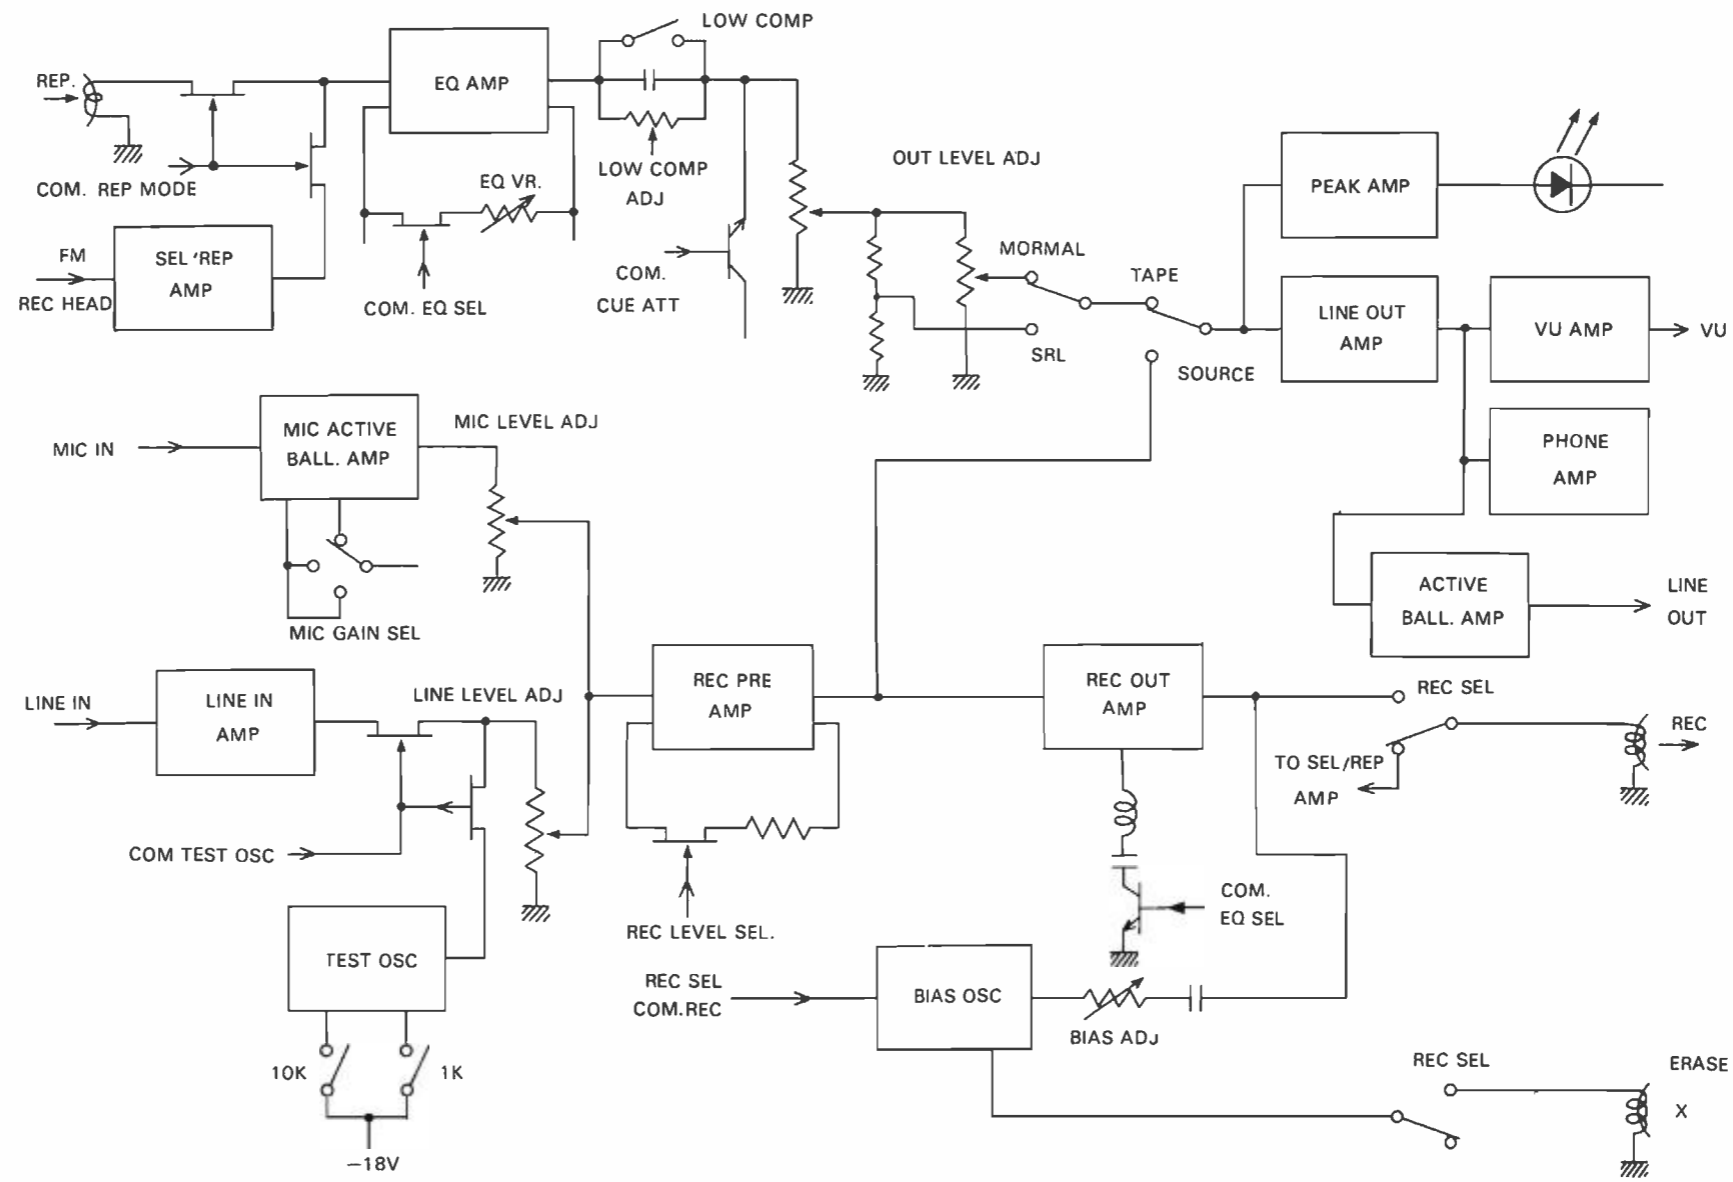 LOW COMP
REP.
EQ AMP
COM. REP MODE
LOW COMP
ADJ
EQ VR.
OUT LEVEL ADJ
PEAK AMP
FM
REC HEAD
SEL 'REP
AMP
COM. EQ SEL
COM.
CUE ATT
MORMAL
TAPE
SRL
SOURCE
LINE OUT
AMP
VU AMP
VU
MIC IN
MIC ACTIVE
BALL. AMP
MIC LEVEL ADJ
PHONE
AMP
MIC GAIN SEL
ACTIVE
BALL. AMP
LINE
OUT
LINE IN
LINE IN
AMP
LINE LEVEL ADJ
REC PRE
AMP
REC OUT
AMP
REC SEL
REC
TO SEL/REP
AMP
COM TEST OSC
REC LEVEL SEL.
COM.
EQ SEL
TEST OSC
REC SEL
COM.REC
BIAS OSC
BIAS ADJ
10K
1K
REC SEL
ERASE
X
−18V